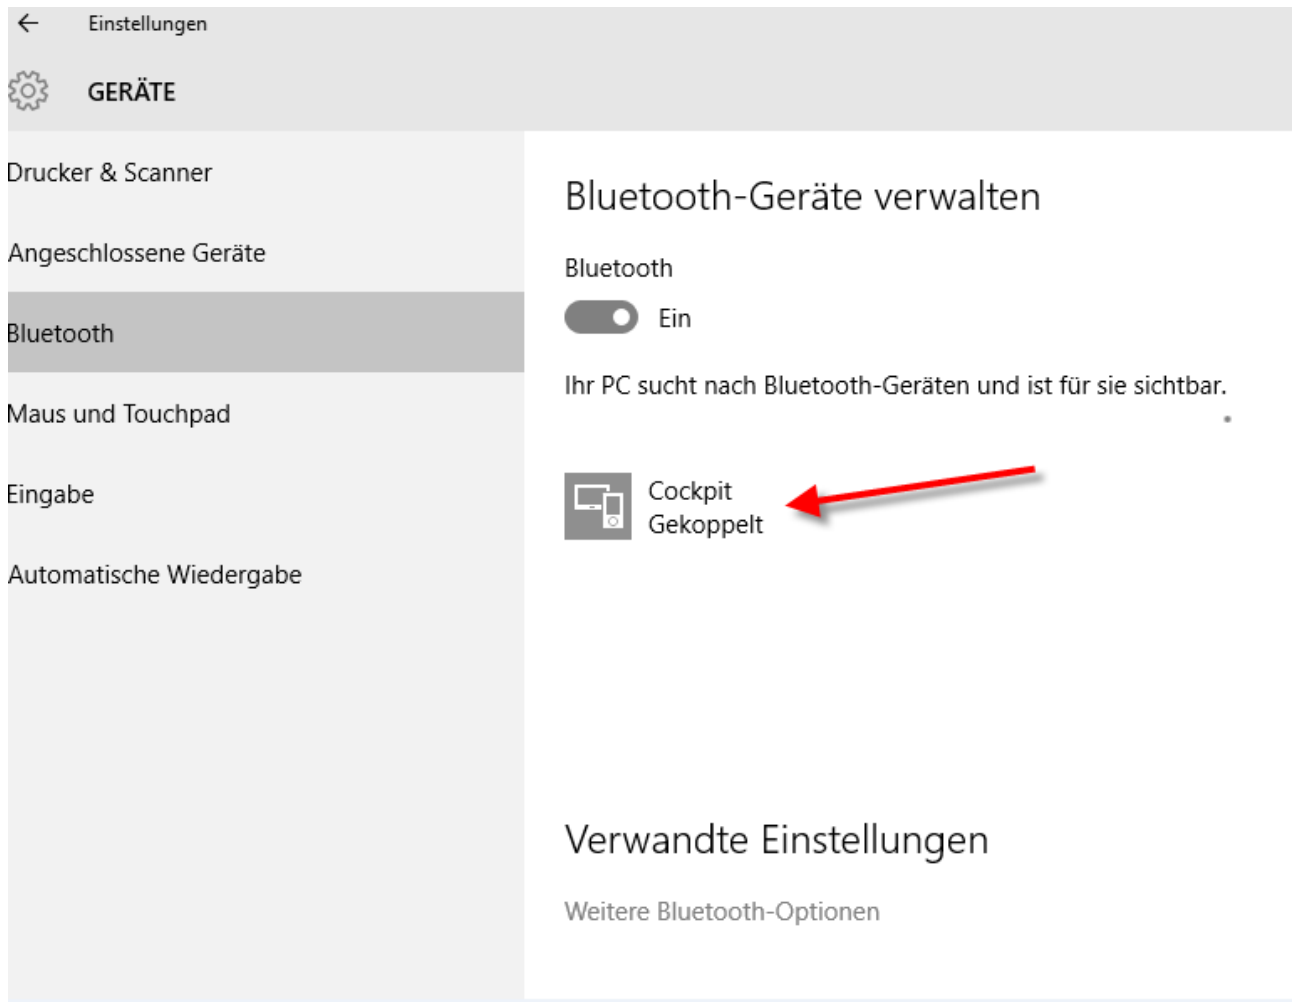 Einstellungen
GERÄTE
Drucker & Scanner
Angeschlossene Geräte
Bluetooth
Maus und Touchpad
Eingabe
Automatische Wiedergabe
Bluetooth-Geräte verwalten
Bluetooth
Ein
Ihr PC sucht nach Bluetooth-Geräten und ist für sie sichtbar.
Cockpit
Gekoppelt
Verwandte Einstellungen
Weitere Bluetooth-Optionen